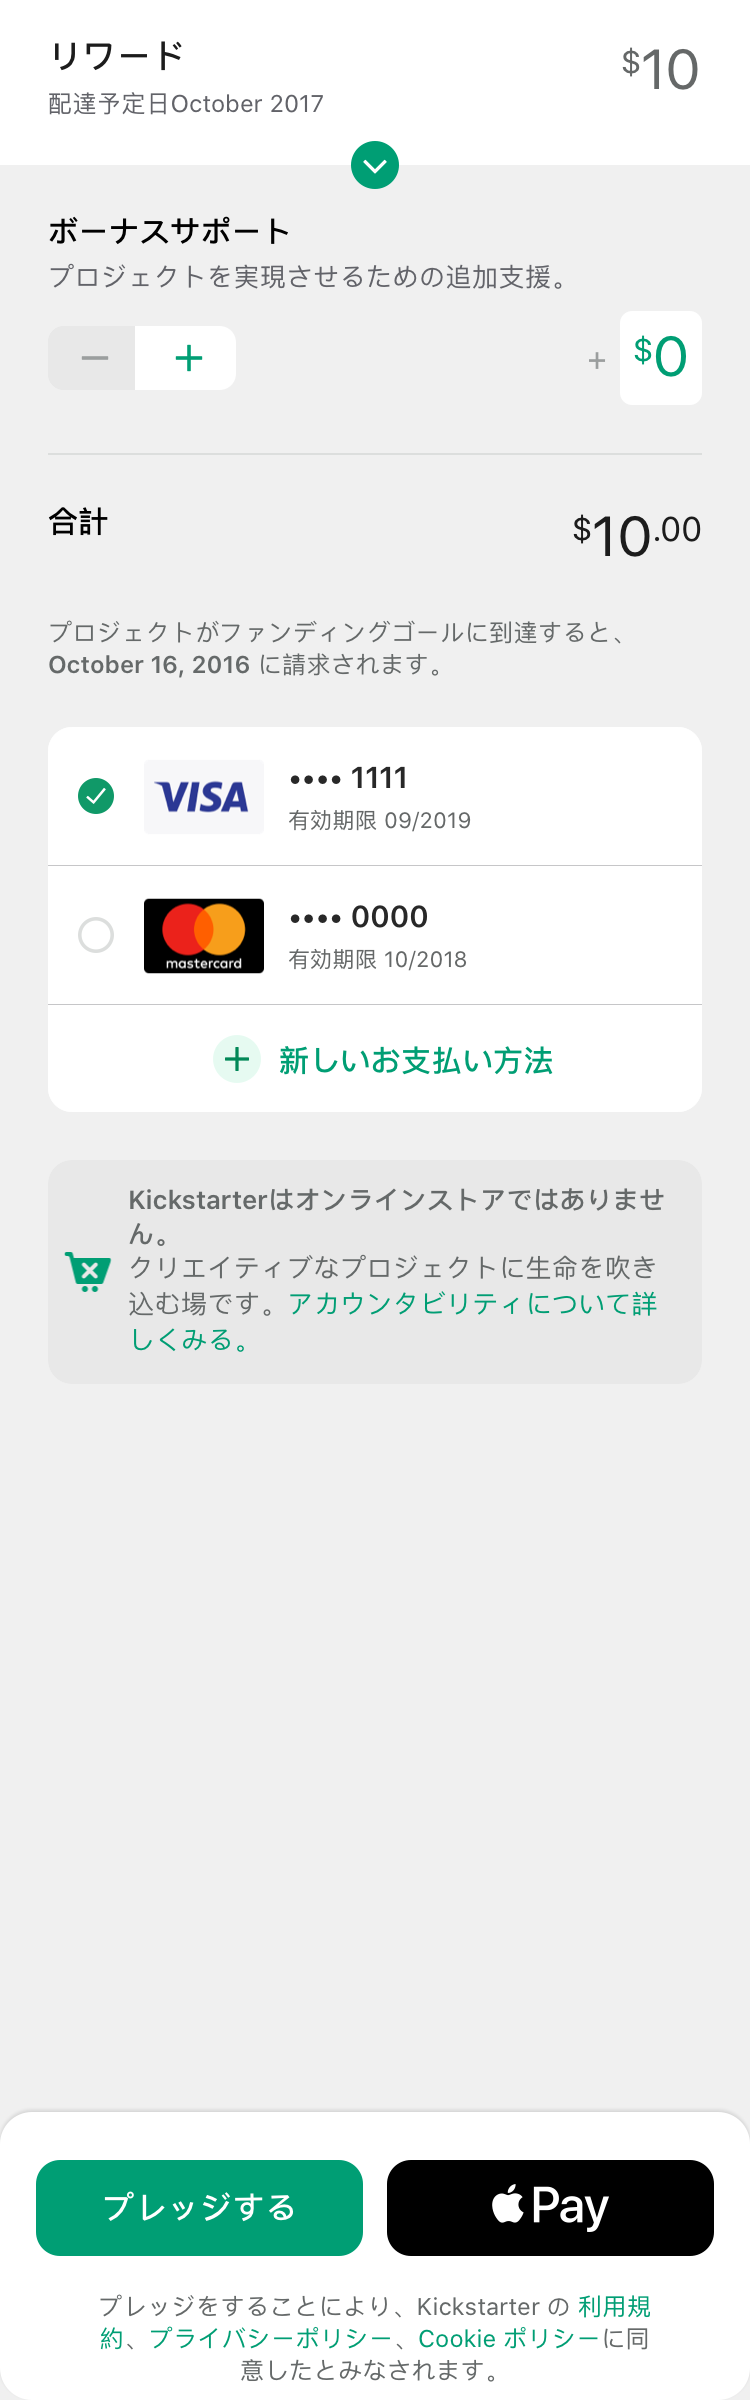 リワード
$10
配達予定日October 2017
ボーナスサポート
プロジェクトを実現させるための追加支援。
+ $0
合計
$10.00
プロジェクトがファンディングゴールに到達すると、
October 16, 2016 に請求されます。
VISA
•••• 1111
有効期限 09/2019
mastercard
•••• 0000
有効期限 10/2018
新しいお支払い方法
Kickstarterはオンラインストアではありませ
ん。
クリエイティブなプロジェクトに生命を吹き
込む場です。アカウンタビリティについて詳
しくみる。
プレッジする
Pay
プレッジをすることにより、Kickstarter の 利用規
約、プライバシーポリシー、Cookie ポリシーに同
意したとみなされます。